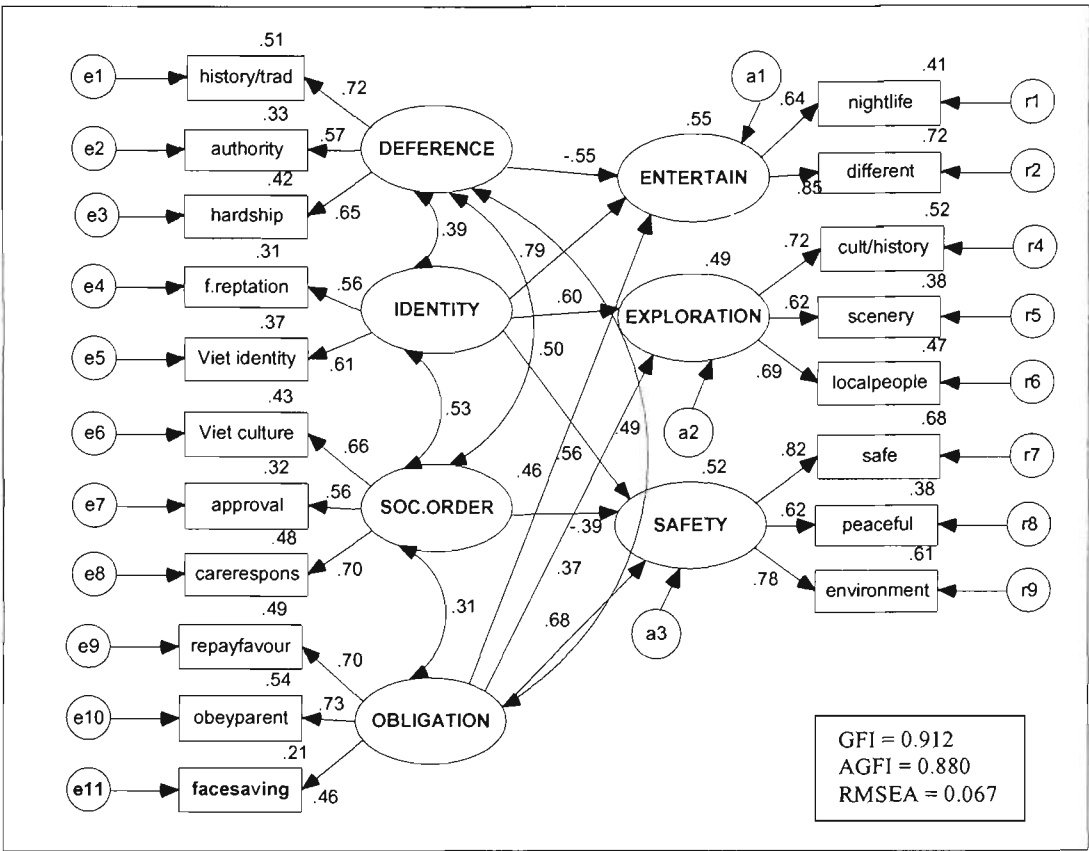 .51
e1
history/trad
.72
.33
e2
authority
.57
.42
e3
hardship
.65
.31
e4
f.reptation
.56
.37
e5
Viet identity
.61
.43
e6
Viet culture
.66
.32
e7
approval
.56
.48
e8
carerespons
.70
.49
e9
repayfavour
.70
.54
e10
obeyparent
.73
.21
e11
facesaving
.46
DEFERENCE
.39
IDENTITY
.53
SOC.ORDER
.31
OBLIGATION
-.55
.79
.60
.50
.49
.56
.46
-.39
.37
.68
a1
.55
ENTERTAIN
.49
EXPLORATION
a2
.52
SAFETY
a3
.64
.41
nightlife
r1
.85
.72
different
r2
.72
.52
cult/history
r4
.62
.38
scenery
r5
.69
.47
localpeople
r6
.82
.68
safe
r7
.62
.38
peaceful
r8
.78
.61
environment
r9
GFI = 0.912
AGFI = 0.880
RMSEA = 0.067